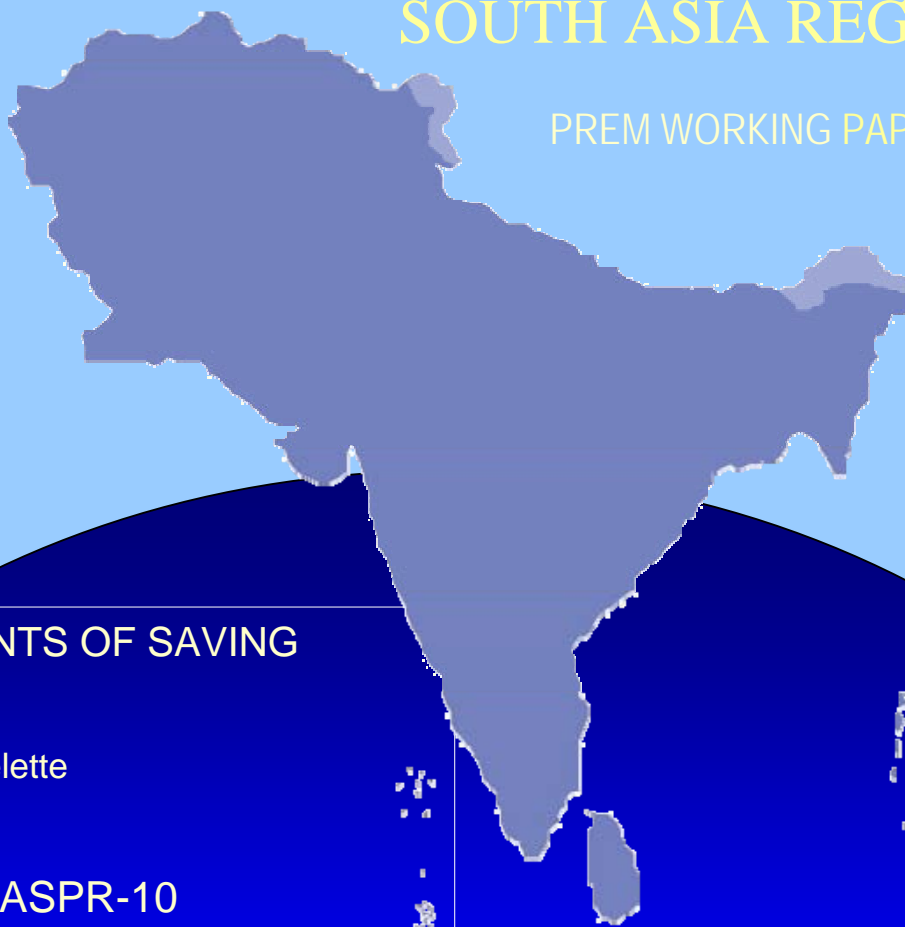 SOUTH ASIA REG
PREM WORKING PAP
NTS OF SAVING
lette
ASPR-10